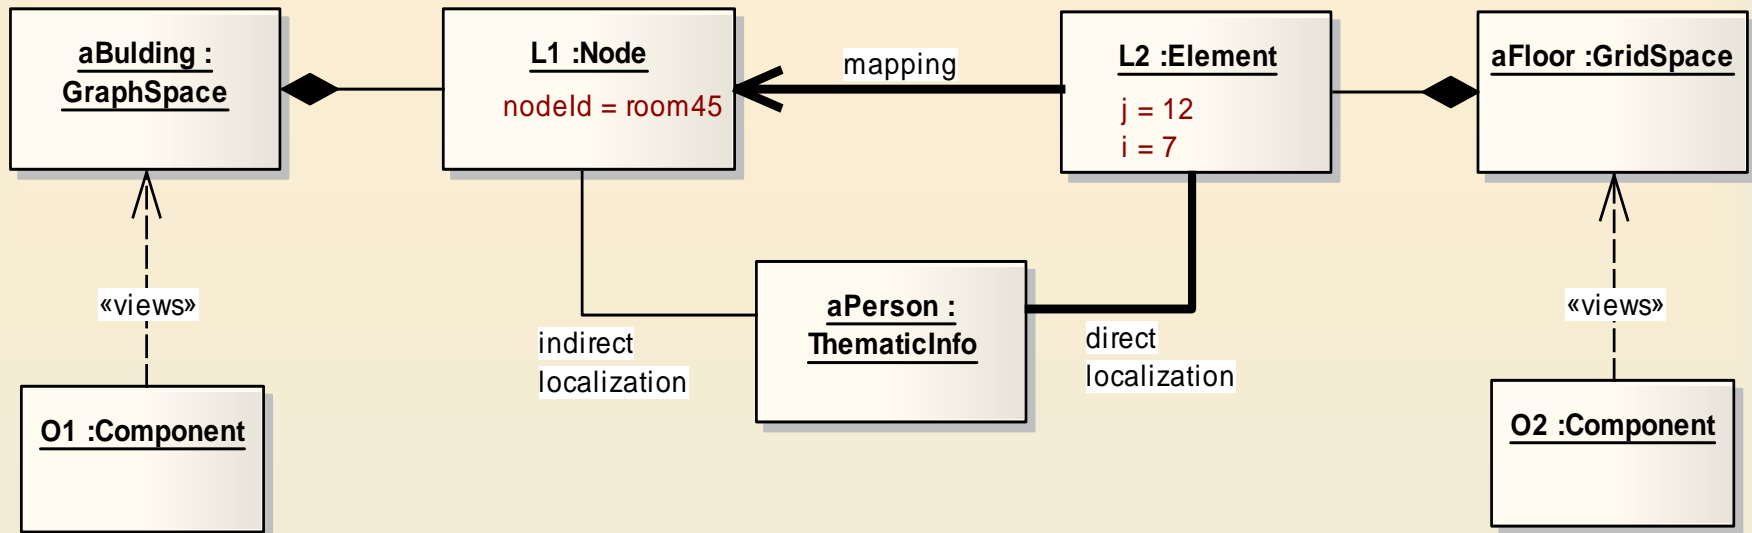 aBulding :
GraphSpace
L1 :Node
nodeId = room45
mapping
L2 :Element
j = 12
i = 7
aFloor :GridSpace
«views»
indirect
localization
aPerson :
ThematicInfo
direct
localization
«views»
O1 :Component
O2 :Component